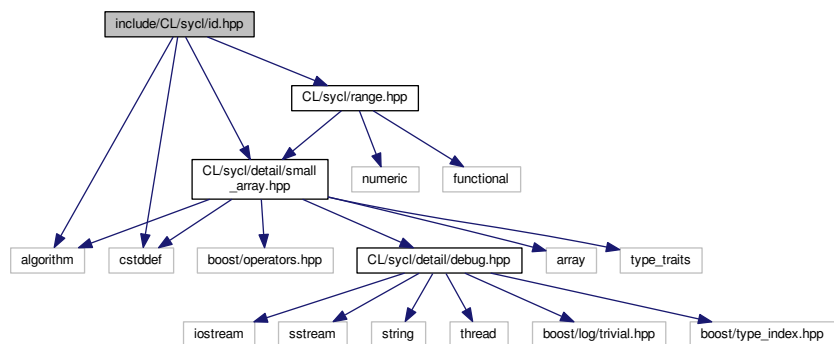 include/CL/sycl/id.hpp
CL/sycl/range.hpp
CL/sycl/detail/small
_array.hpp
numeric
functional
algorithm
cstddef
boost/operators.hpp
CL/sycl/detail/debug.hpp
array
type_traits
iostream
sstream
string
thread
boost/log/trivial.hpp
boost/type_index.hpp